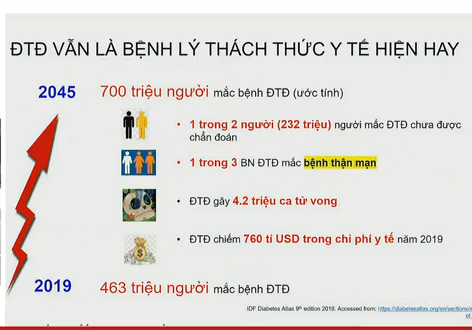 ĐTĐ VẪN LÀ BỆNH LÝ THÁCH THỨC Y TẾ HIỆN HAY
2045
700 triệu người mắc bệnh ĐTĐ (ước tính)
• 1 trong 2 người (232 triệu) người mắc ĐTĐ chưa được
chẩn đoán
• 1 trong 3 BN ĐTĐ mắc bệnh thận mạn
• ĐTĐ gây 4.2 triệu ca tử vong
• ĐTĐ chiếm 760 tỉ USD trong chi phí y tế năm 2019
2019
463 triệu người mắc bệnh ĐTĐ
IDF Diabetes Atlas 9th edition 2019. Accessed from: https://diabetesatlas.org/en/sections/